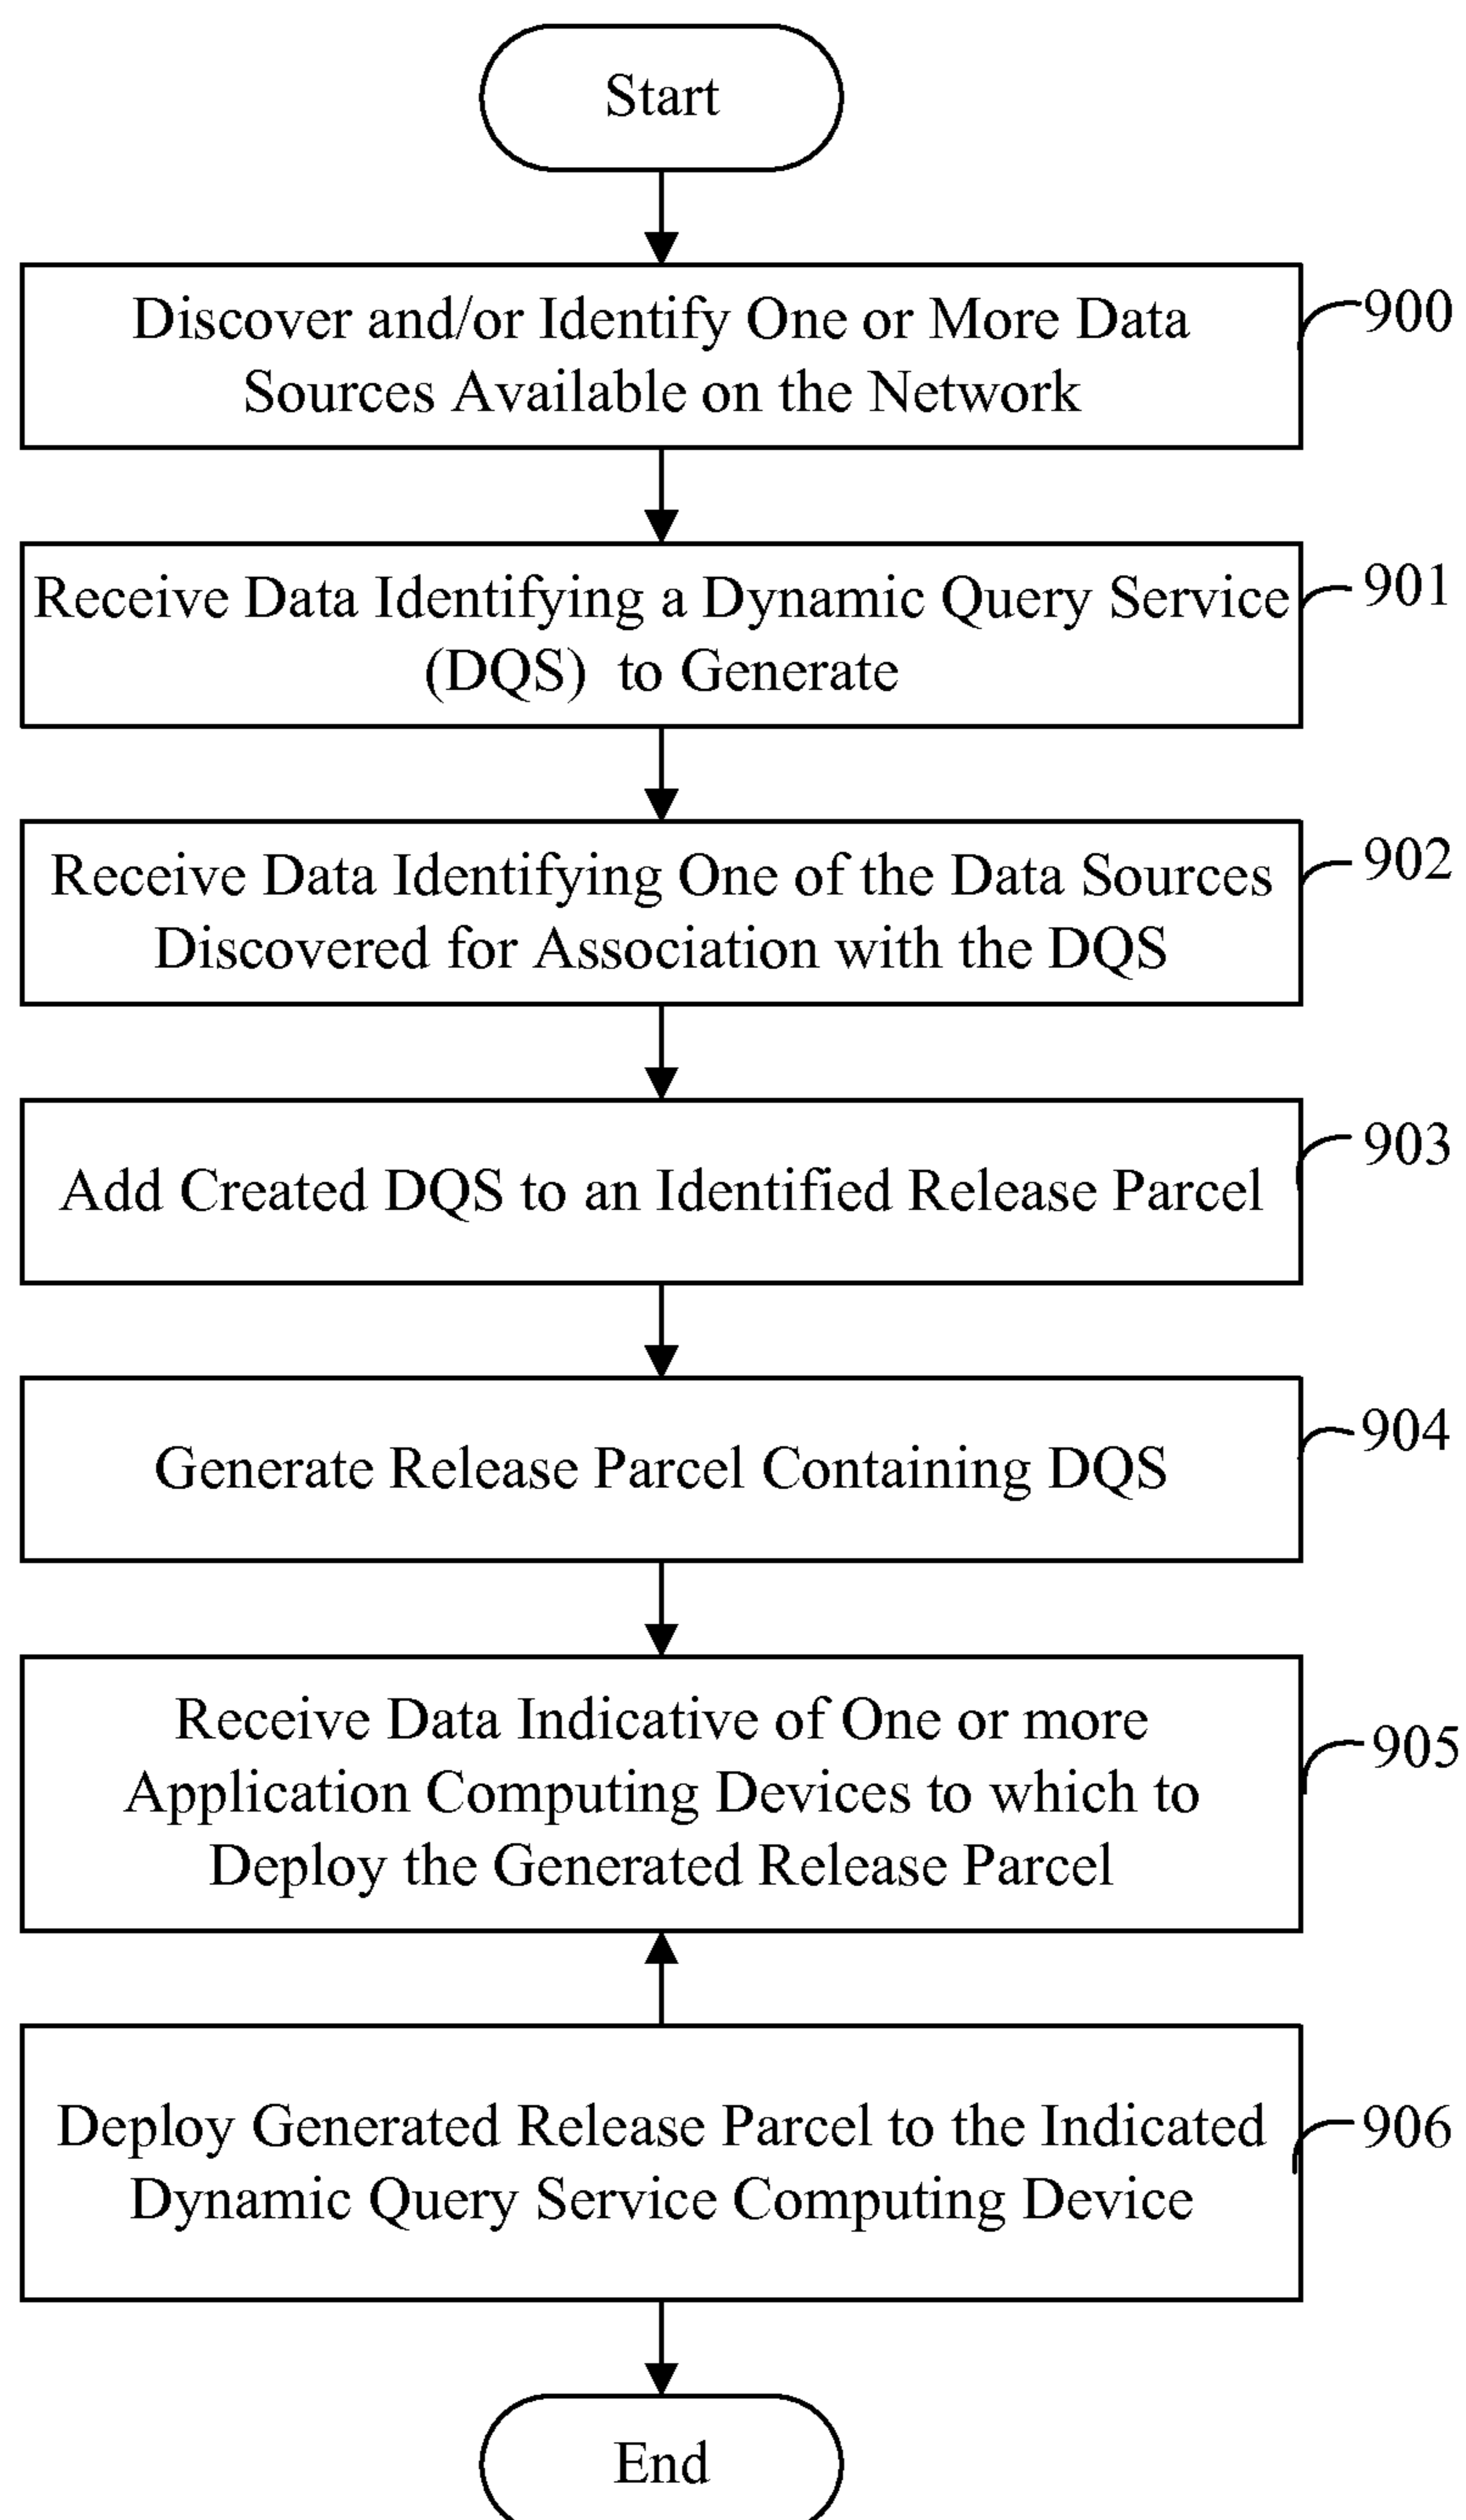 Start
Discover and/or Identify One or More Data
Sources Available on the Network
900
Receive Data Identifying a Dynamic Query Service
(DQS) to Generate
901
Receive Data Identifying One of the Data Sources
Discovered for Association with the DQS
902
Add Created DQS to an Identified Release Parcel
903
Generate Release Parcel Containing DQS
904
Receive Data Indicative of One or more
Application Computing Devices to which to
Deploy the Generated Release Parcel
905
Deploy Generated Release Parcel to the Indicated
Dynamic Query Service Computing Device
906
End